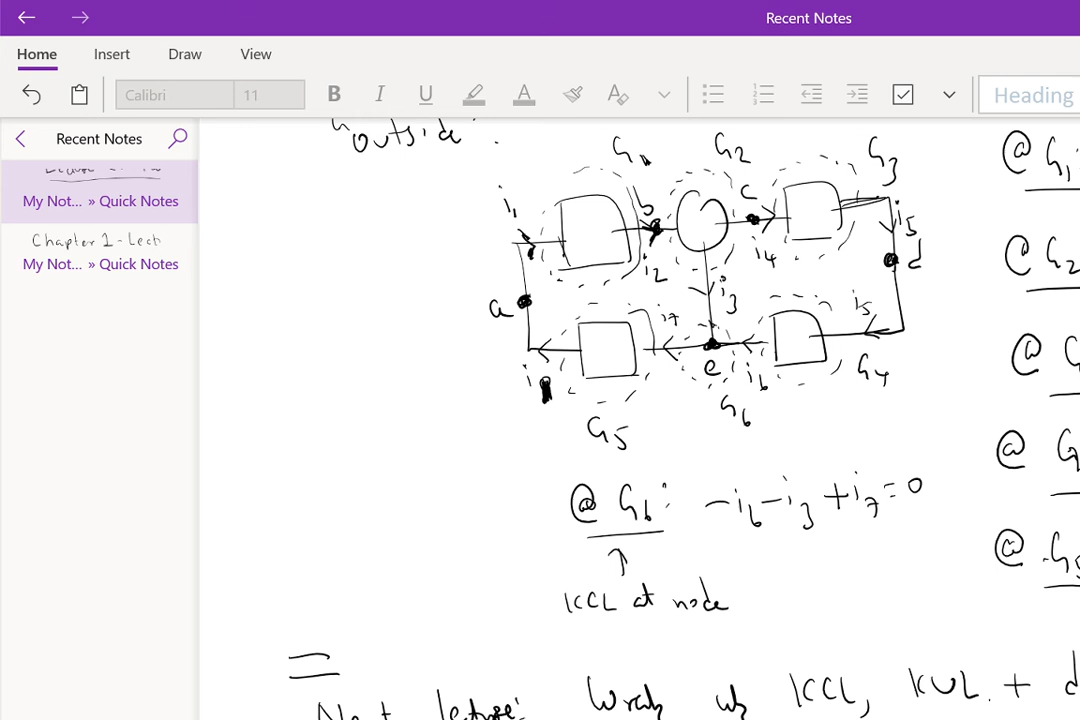 Recent Notes
Home Insert Draw View
Calibri 11 B I U A Heading
Recent Notes
My Not... » Quick Notes
Chapter 1 - Lect
My Not... » Quick Notes
outside
G2
G3
@ G1
i1
b
c
i5
d
i2
i4
@ G2
i3
a
i7
i5
e
i6
G4
@ G
G6
G5
@ G
@ G6: -i6 -i3 + i7 = 0
@ G5
KCL at node
KCL, KVL. +